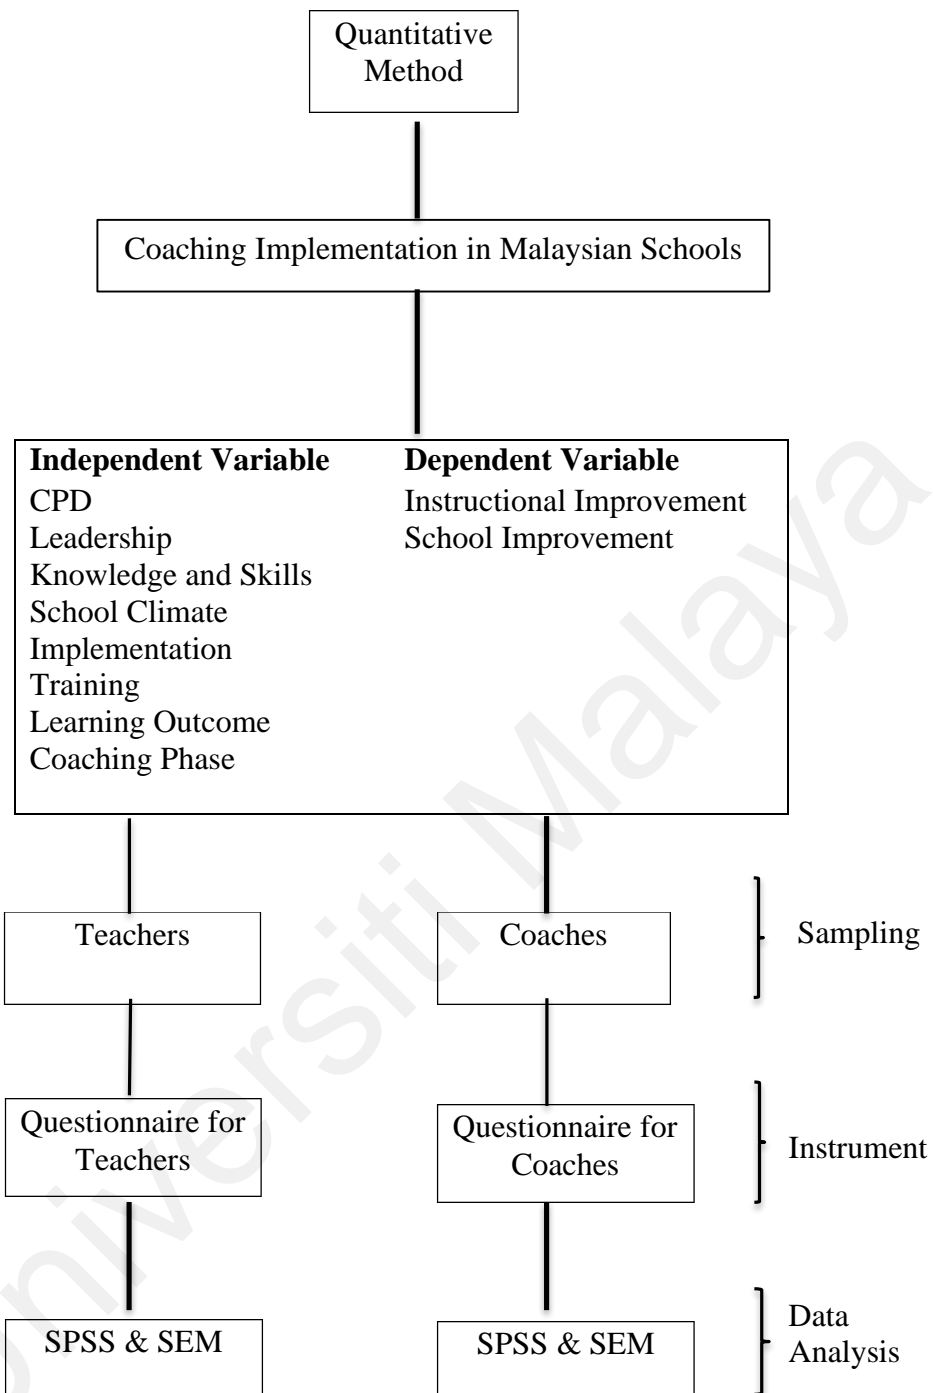 Quantitative
Method
Coaching Implementation in Malaysian Schools
Independent Variable
CPD
Leadership
Knowledge and Skills
School Climate
Implementation
Training
Learning Outcome
Coaching Phase
Dependent Variable
Instructional Improvement
School Improvement
Teachers
Coaches
Sampling
Questionnaire for
Teachers
Questionnaire for
Coaches
Instrument
SPSS & SEM
SPSS & SEM
Data
Analysis
Universiti Malaya